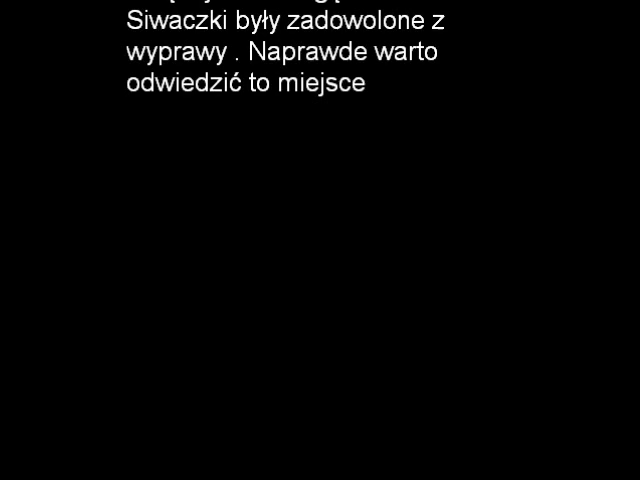 Siwaczki były zadowolone z
wyprawy . Naprawde warto
odwiedzić to miejsce